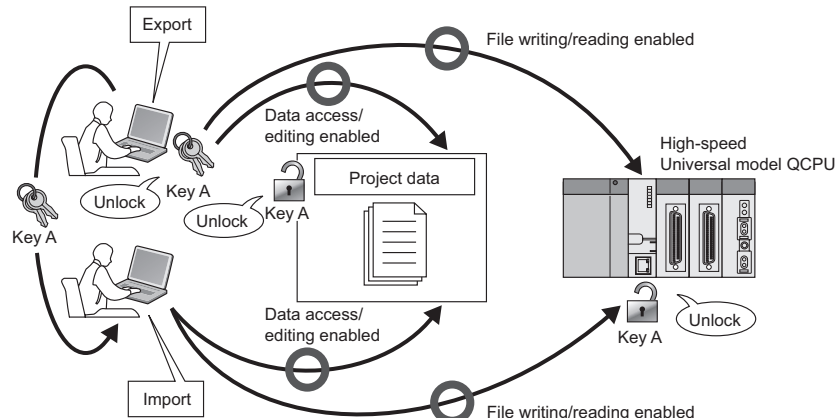 Export
File writing/reading enabled
Data access/
editing enabled
High-speed
Universal model QCPU
Project data
Unlock
Key A
Unlock
Key A
Key A
Unlock
Key A
Data access/
editing enabled
Import
File writing/reading enabled